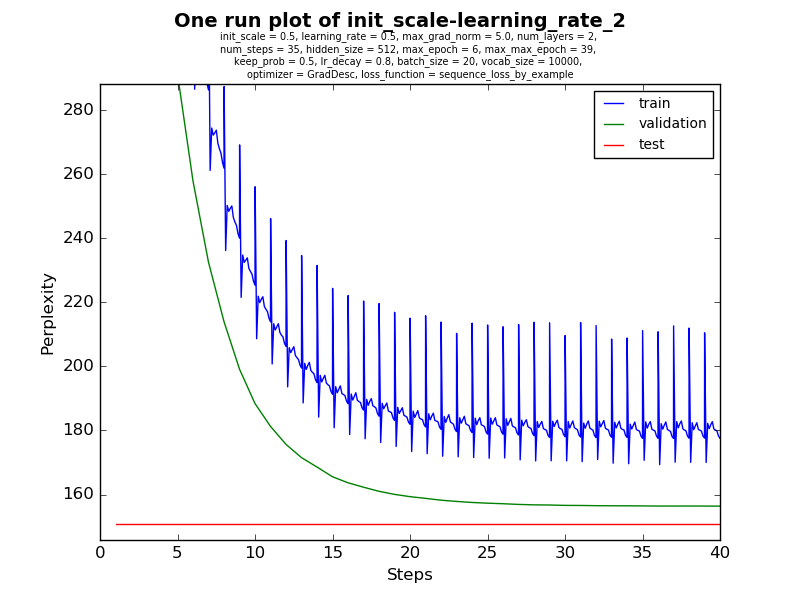 One run plot of init_scale-learning_rate_2
init_scale = 0.5, learning_rate = 0.5, max_grad_norm = 5.0, num_layers = 2,
num_steps = 35, hidden_size = 512, max_epoch = 6, max_max_epoch = 39,
keep_prob = 0.5, lr_decay = 0.8, batch_size = 20, vocab_size = 10000,
optimizer = GradDesc, loss_function = sequence_loss_by_example
train
validation
test
Perplexity
280
260
240
220
200
180
160
0 5 10 15 20 25 30 35 40
Steps